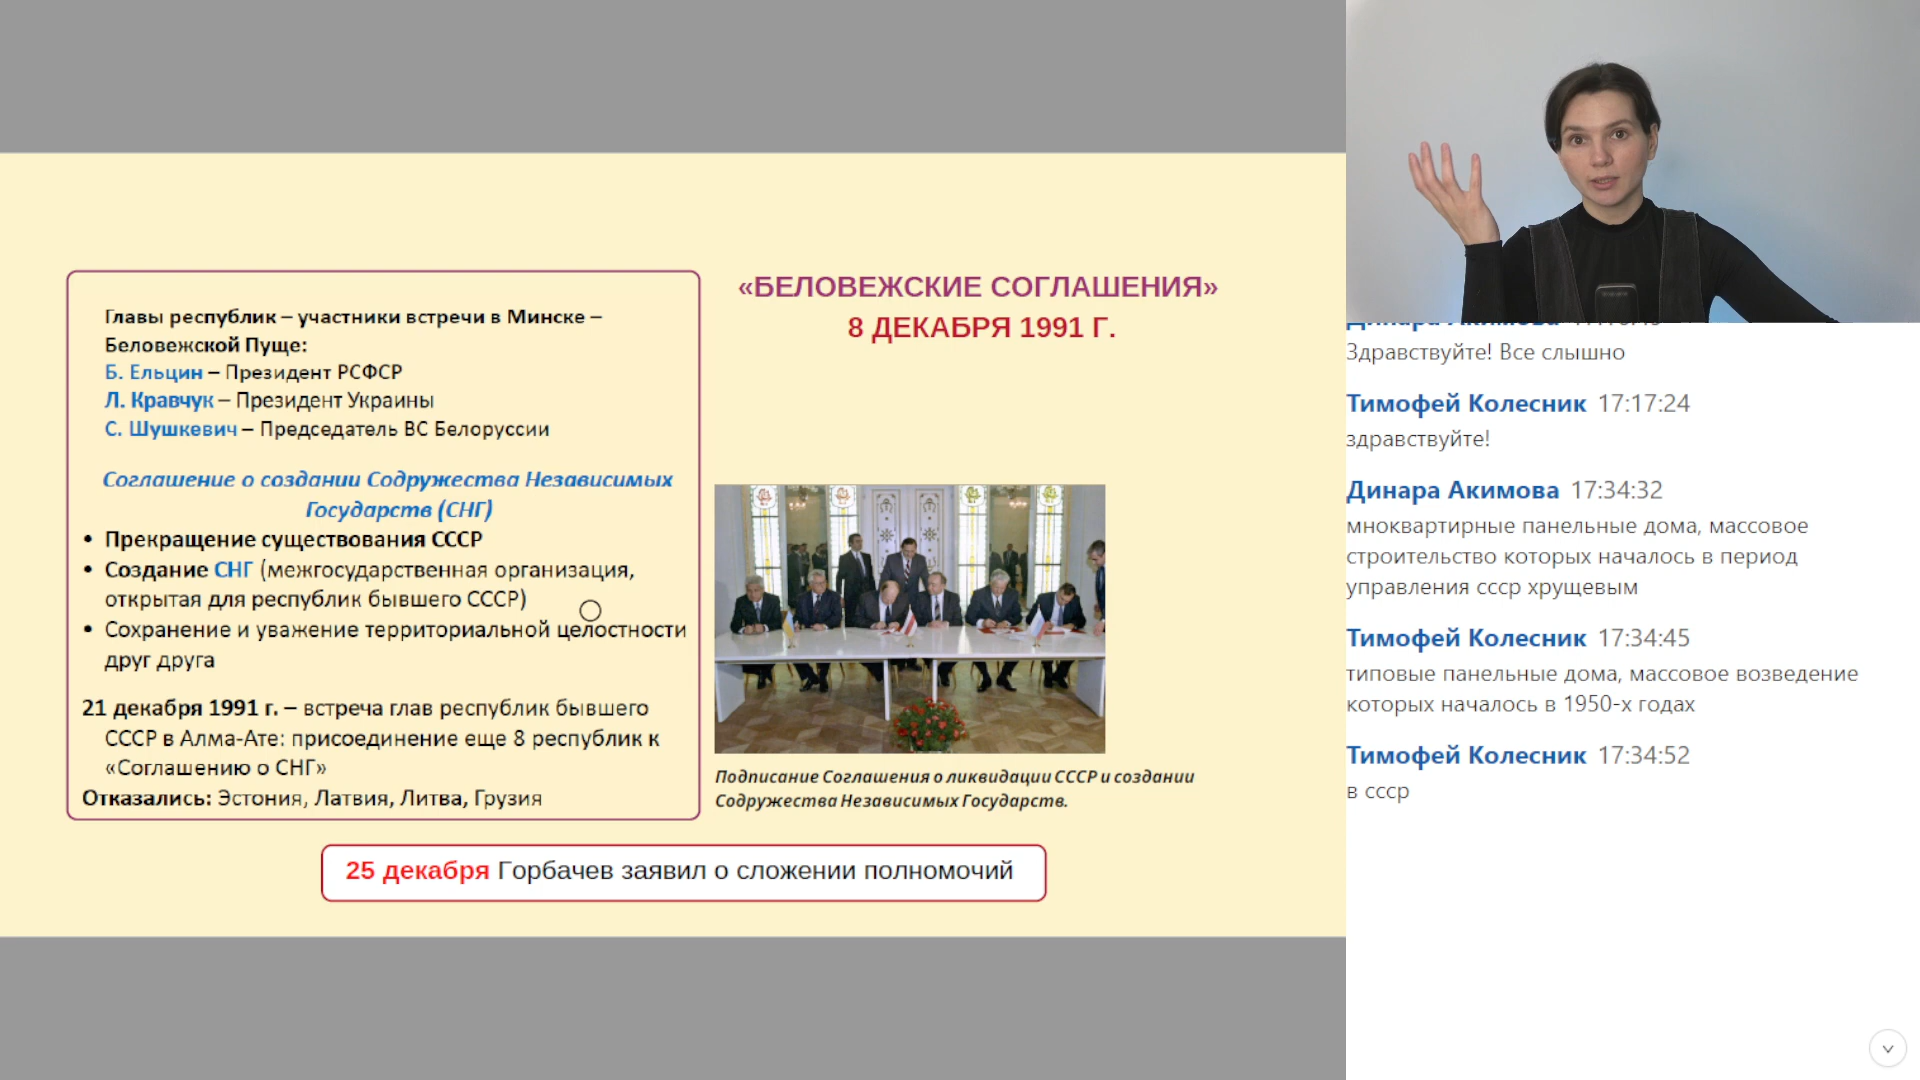 Главы республик – участники встречи в Минске –
Беловежской Пуще:
Б. Ельцин – Президент РСФСР
Л. Кравчук – Президент Украины
С. Шушкевич – Председатель ВС Белоруссии
Соглашение о создании Содружества Независимых
Государств (СНГ)
• Прекращение существования СССР
• Создание СНГ (межгосударственная организация,
открытая для республик бывшего СССР)
• Сохранение и уважение территориальной целостности
друг друга
21 декабря 1991 г. – встреча глав республик бывшего
СССР в Алма-Ате: присоединение еще 8 республик к
«Соглашению о СНГ»
Отказались: Эстония, Латвия, Литва, Грузия
«БЕЛОВЕЖСКИЕ СОГЛАШЕНИЯ»
8 ДЕКАБРЯ 1991 Г.
Подписание Соглашения о ликвидации СССР и создании
Содружества Независимых Государств.
25 декабря Горбачев заявил о сложении полномочий
Динара Акимова
Здравствуйте! Все слышно
Тимофей Колесник 17:17:24
здравствуйте!
Динара Акимова 17:34:32
мноквартирные панельные дома, массовое
строительство которых началось в период
управления ссср хрущевым
Тимофей Колесник 17:34:45
типовые панельные дома, массовое возведение
которых началось в 1950-х годах
Тимофей Колесник 17:34:52
в ссср